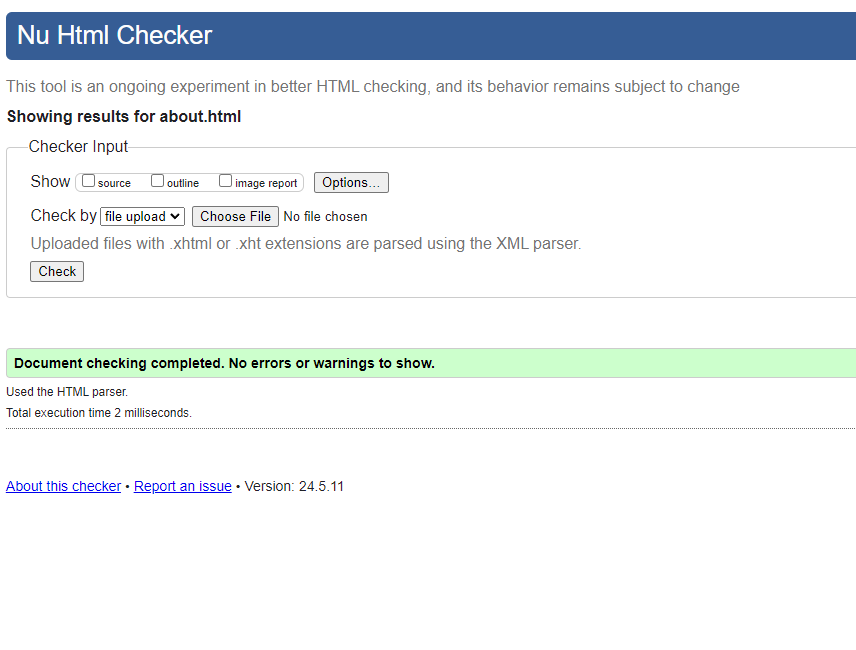 Nu Html Checker
This tool is an ongoing experiment in better HTML checking, and its behavior remains subject to change
Showing results for about.html
Checker Input
Show source outline image report Options...
Check by file upload Choose File No file chosen
Uploaded files with .xhtml or .xht extensions are parsed using the XML parser.
Check
Document checking completed. No errors or warnings to show.
Used the HTML parser.
Total execution time 2 milliseconds.
About this checker • Report an issue • Version: 24.5.11